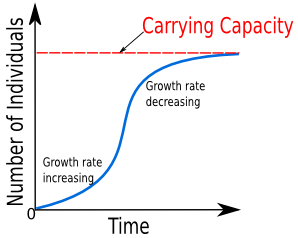 Carrying Capacity
Number of Individuals
Growth rate
decreasing
Growth rate
increasing
0
Time